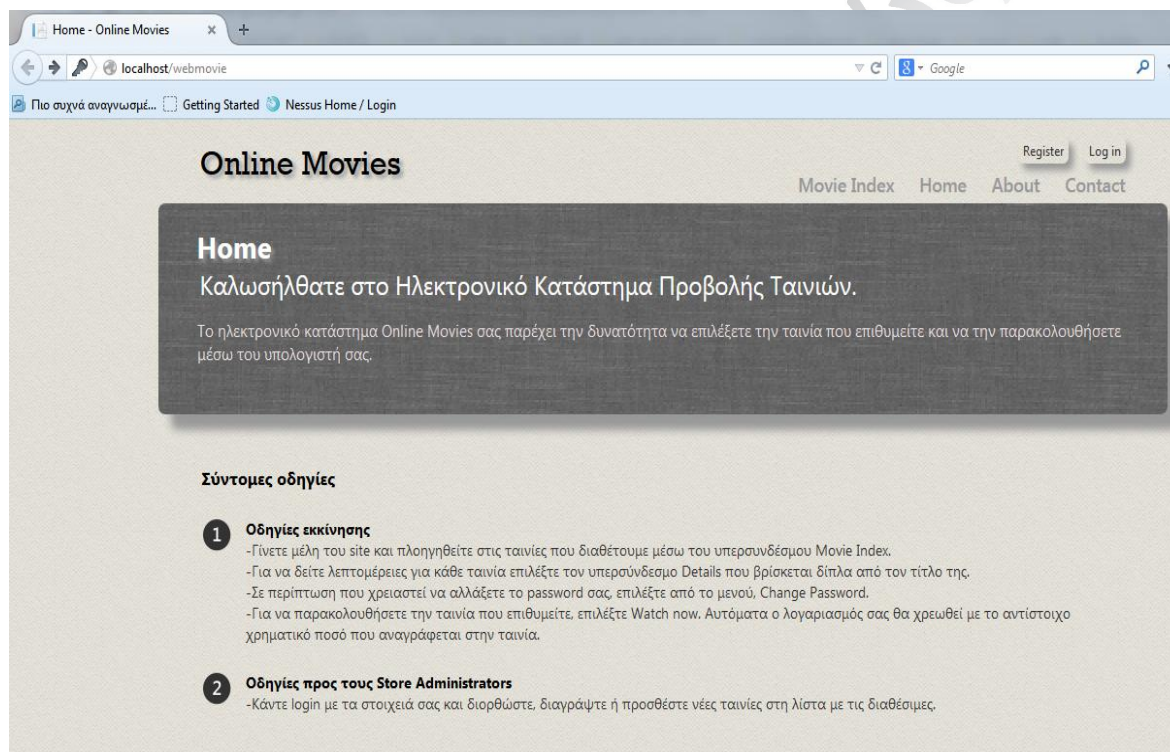 Home - Online Movies
localhost/webmovie
Google
Πιο συχνά αναγνωσμέ... Getting Started Nessus Home / Login
Online Movies
Register Log in
Movie Index Home About Contact
Home
Καλωσήλθατε στο Ηλεκτρονικό Κατάστημα Προβολής Ταινιών.
Το ηλεκτρονικό κατάστημα Online Movies σας παρέχει την δυνατότητα να επιλέξετε την ταινία που επιθυμείτε και να την παρακολουθήσετε
μέσω του υπολογιστή σας.
Σύντομες οδηγίες
1 Οδηγίες εκκίνησης
-Γίνετε μέλη του site και πλοηγηθείτε στις ταινίες που διαθέτουμε μέσω του υπερσυνδέσμου Movie Index.
-Για να δείτε λεπτομέρειες για κάθε ταινία επιλέξτε τον υπερσύνδεσμο Details που βρίσκεται δίπλα από τον τίτλο της.
-Σε περίπτωση που χρειαστεί να αλλάξετε το password σας, επιλέξτε από το μενού, Change Password.
-Για να παρακολουθήσετε την ταινία που επιθυμείτε, επιλέξτε Watch now. Αυτόματα ο λογαριασμός σας θα χρεωθεί με το αντίστοιχο
χρηματικό ποσό που αναγράφεται στην ταινία.
2 Οδηγίες προς τους Store Administrators
-Κάντε login με τα στοιχειά σας και διορθώστε, διαγράψτε ή προσθέστε νέες ταινίες στη λίστα με τις διαθέσιμες.